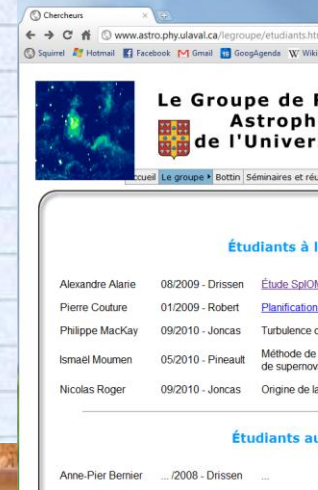 Chercheurs
www.astro.phy.ulaval.ca/legroupe/etudiants.ht
Squirrel Hotmail Facebook Gmail GoogAgenda Wiki
Le Groupe de
Astroph
de l'Univer
cueil Le groupe Bottin Séminaires et réu
Étudiants à l
Alexandre Alarie 08/2009 - Drissen Étude SpIOM
Pierre Couture 01/2009 - Robert Planification
Philippe MacKay 09/2010 - Joncas Turbulence
Ismaël Moumen 05/2010 - Pineault Méthode de
de supernov
Nicolas Roger 09/2010 - Joncas Origine de la
Étudiants au
Anne-Pier Bernier ... /2008 - Drissen ...